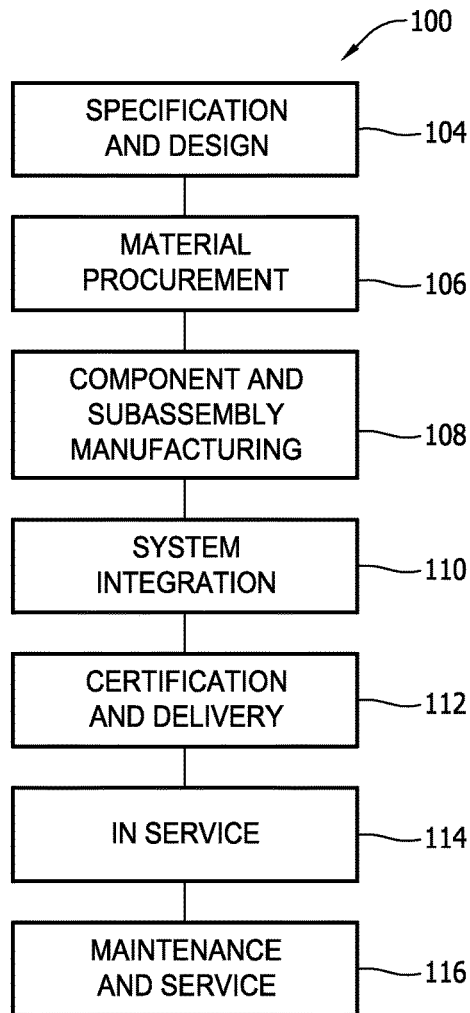 100
SPECIFICATION
AND DESIGN
104
MATERIAL
PROCUREMENT
106
COMPONENT AND
SUBASSEMBLY
MANUFACTURING
108
SYSTEM
INTEGRATION
110
CERTIFICATION
AND DELIVERY
112
IN SERVICE
114
MAINTENANCE
AND SERVICE
116